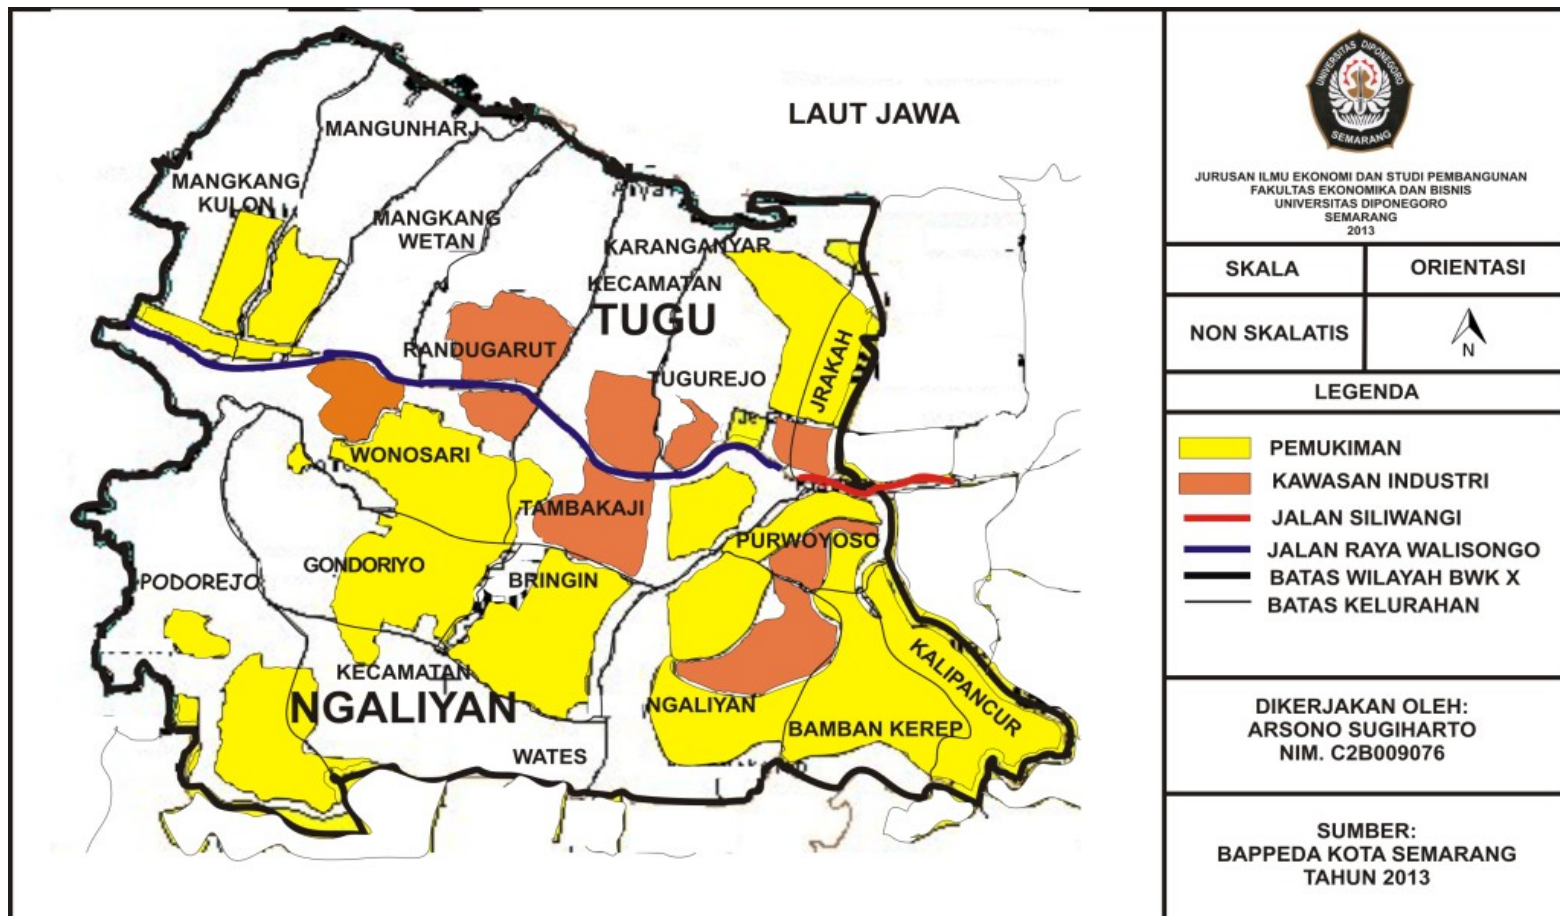 LAUT JAWA
MANGUNHARJ
MANGKANG
KULON
MANGKANG
WETAN
KARANGANYAR
KECAMATAN
TUGU
RANDUGARUT
TUGUREJO
JRAKAH
WONOSARI
TAMBAKAJI
PURWOYOSO
GONDORIYO
BRINGIN
PODOREJO
KECAMATAN
NGALIYAN
NGALIYAN
KALIPANCUR
BAMBAN KEREP
WATES
UNIVERSITAS DIPONEGORO
SEMARANG
JURUSAN ILMU EKONOMI DAN STUDI PEMBANGUNAN
FAKULTAS EKONOMIKA DAN BISNIS
UNIVERSITAS DIPONEGORO
SEMARANG
2013
SKALA
ORIENTASI
NON SKALATIS
N
LEGENDA
PEMUKIMAN
KAWASAN INDUSTRI
JALAN SILIWANGI
JALAN RAYA WALISONGO
BATAS WILAYAH BWK X
BATAS KELURAHAN
DIKERJAKAN OLEH:
ARSONO SUGIHARTO
NIM. C2B009076
SUMBER:
BAPPEDA KOTA SEMARANG
TAHUN 2013